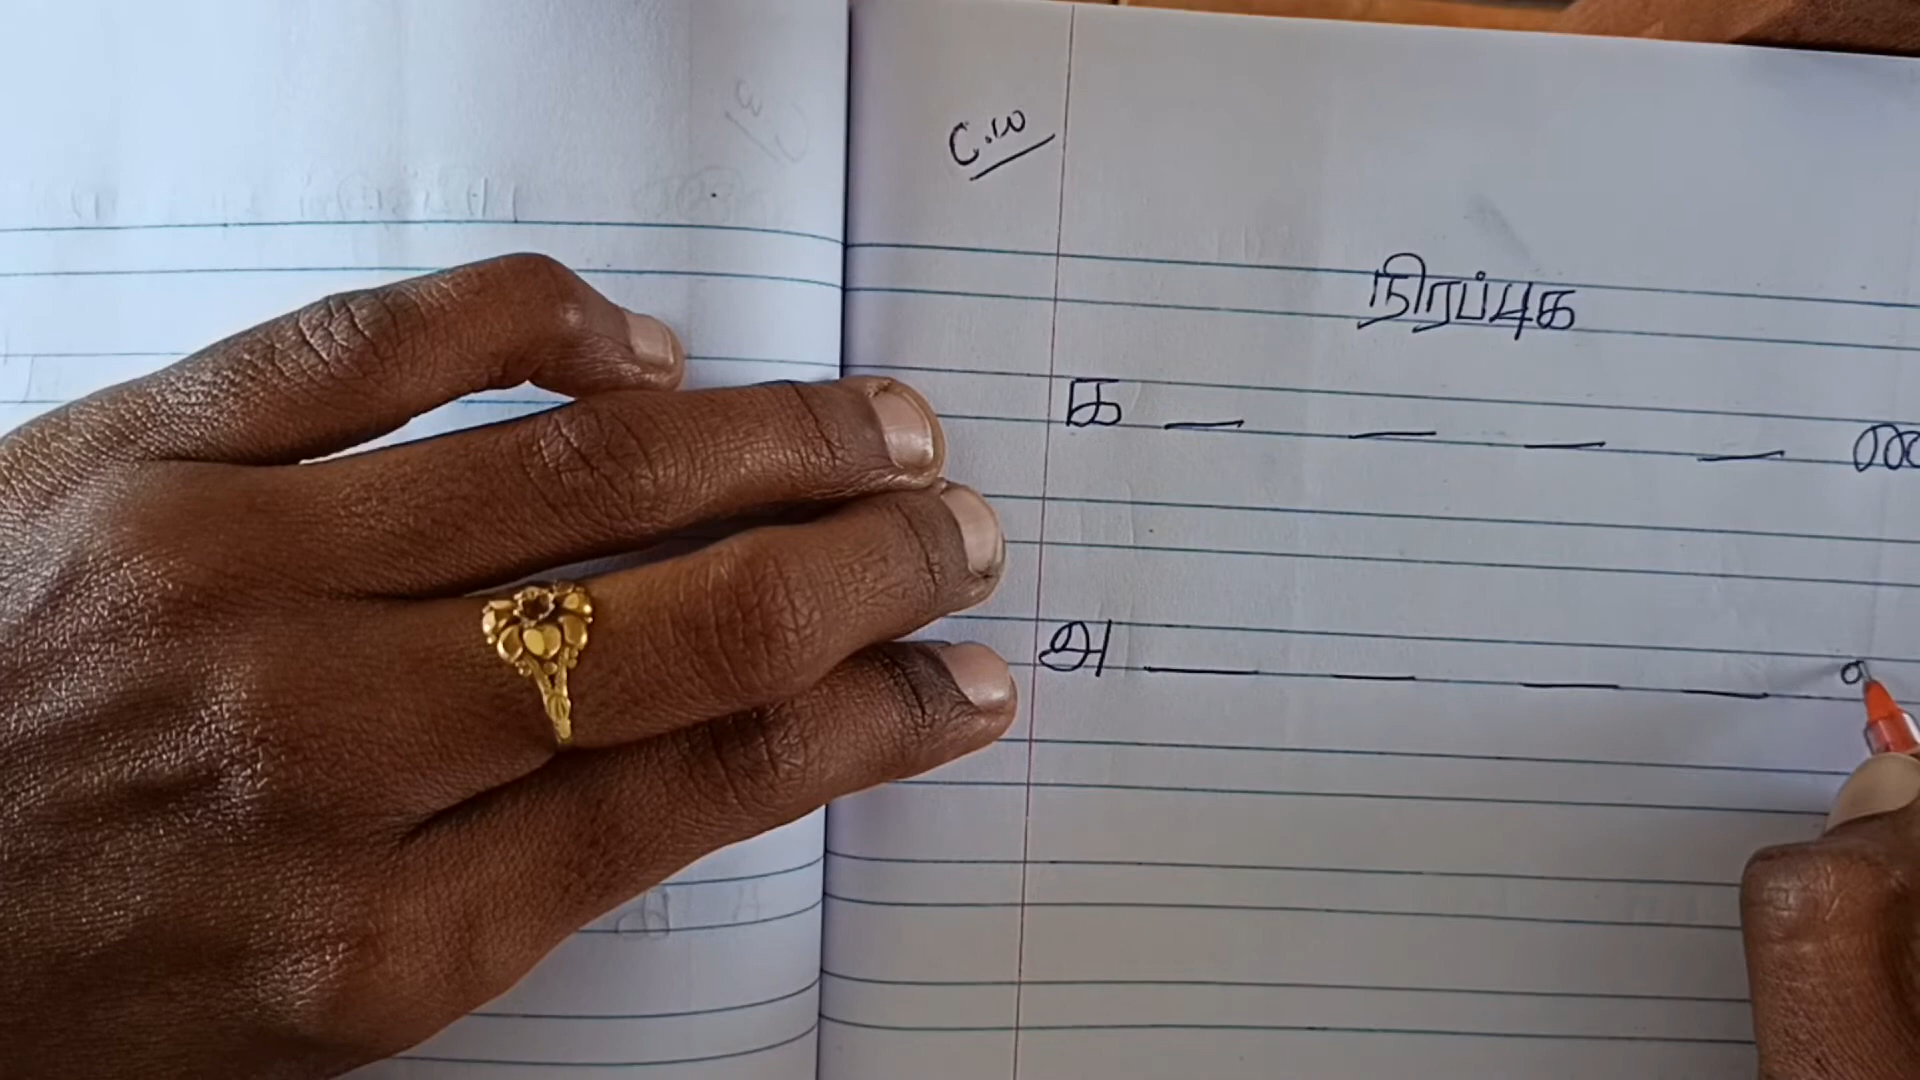 C.W
நிரப்புக
க _ _ _ _
அ _ _ _ _